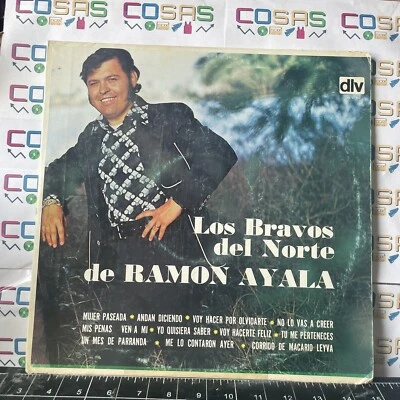 COSAS COSAS
dlv
Los Bravos
del Norte
de RAMON AYALA
MUJER PASEADA • ANDAN DICIENDO • VOY HACER POR OLVIDARTE • NO LO VAS A CREER
MIS PENAS VEN A MI • YO QUISIERA SABER • VOY HACERTE FELIZ • TU ME PERTENECES
UN MES DE PARRANDA • ME LO CONTARON AYER • CORRIDO DE MACARIO LEYVA